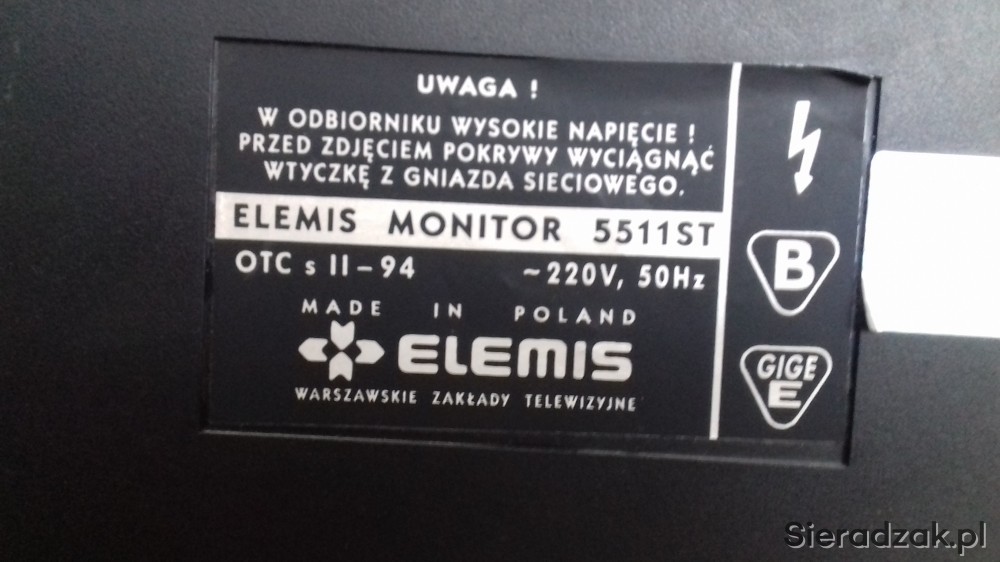 UWAGA !
W ODBIORNIKU WYSOKIE NAPIĘCIE !
PRZED ZDJĘCIEM POKRYWY WYCIĄGNĄĆ
WTYCZKĘ Z GNIAZDA SIECIOWEGO.
ELEMIS MONITOR 5511ST
OTC s II-94 ~220V, 50Hz
MADE IN POLAND
ELEMIS
WARSZAWSKIE ZAKŁADY TELEWIZYJNE
B
GIGE
E
Sieradzak.pl